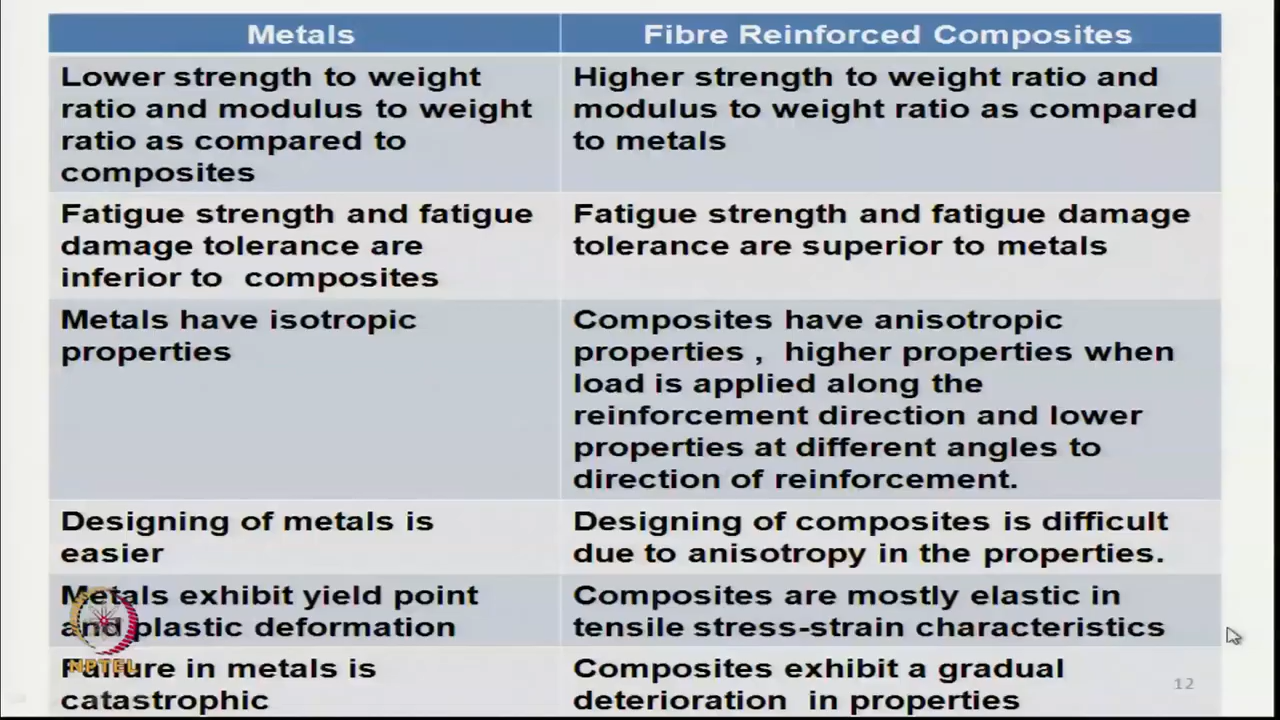 Metals
Fibre Reinforced Composites
Lower strength to weight
ratio and modulus to weight
ratio as compared to
composites
Higher strength to weight ratio and
modulus to weight ratio as compared
to metals
Fatigue strength and fatigue
damage tolerance are
inferior to composites
Fatigue strength and fatigue damage
tolerance are superior to metals
Metals have isotropic
properties
Composites have anisotropic
properties , higher properties when
load is applied along the
reinforcement direction and lower
properties at different angles to
direction of reinforcement.
Designing of metals is
easier
Designing of composites is difficult
due to anisotropy in the properties.
Metals exhibit yield point
and plastic deformation
Composites are mostly elastic in
tensile stress-strain characteristics
Failure in metals is
catastrophic
Composites exhibit a gradual
deterioration in properties
NPTEL
12